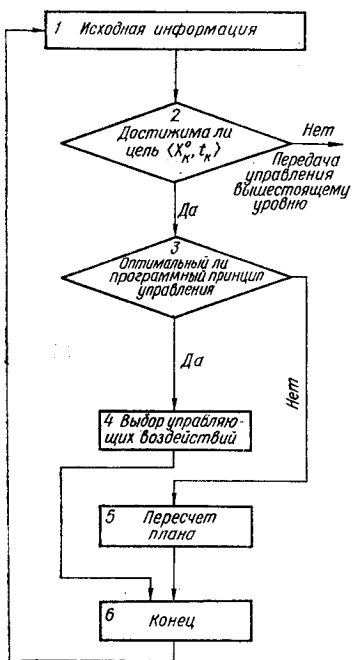 1 Исходная информация
2
Достижима ли
цель ⟨X°к, tк⟩
Нет
Передача
управления
вышестоящему
уровню
Да
3
Оптимальный ли
программный принцип
управления
Да
Нет
4 Выбор управляю-
щих воздействий
5 Пересчет
плана
6
Конец